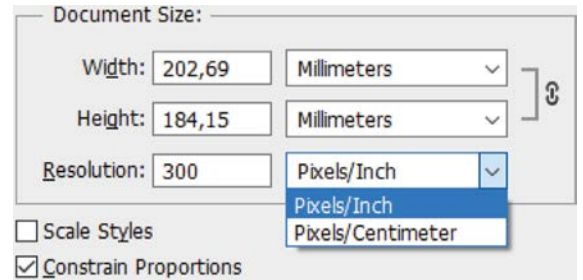 Document Size:
Width: 202,69 Millimeters
Height: 184,15 Millimeters
Resolution: 300 Pixels/Inch
Pixels/Inch
Pixels/Centimeter
Scale Styles
Constrain Proportions